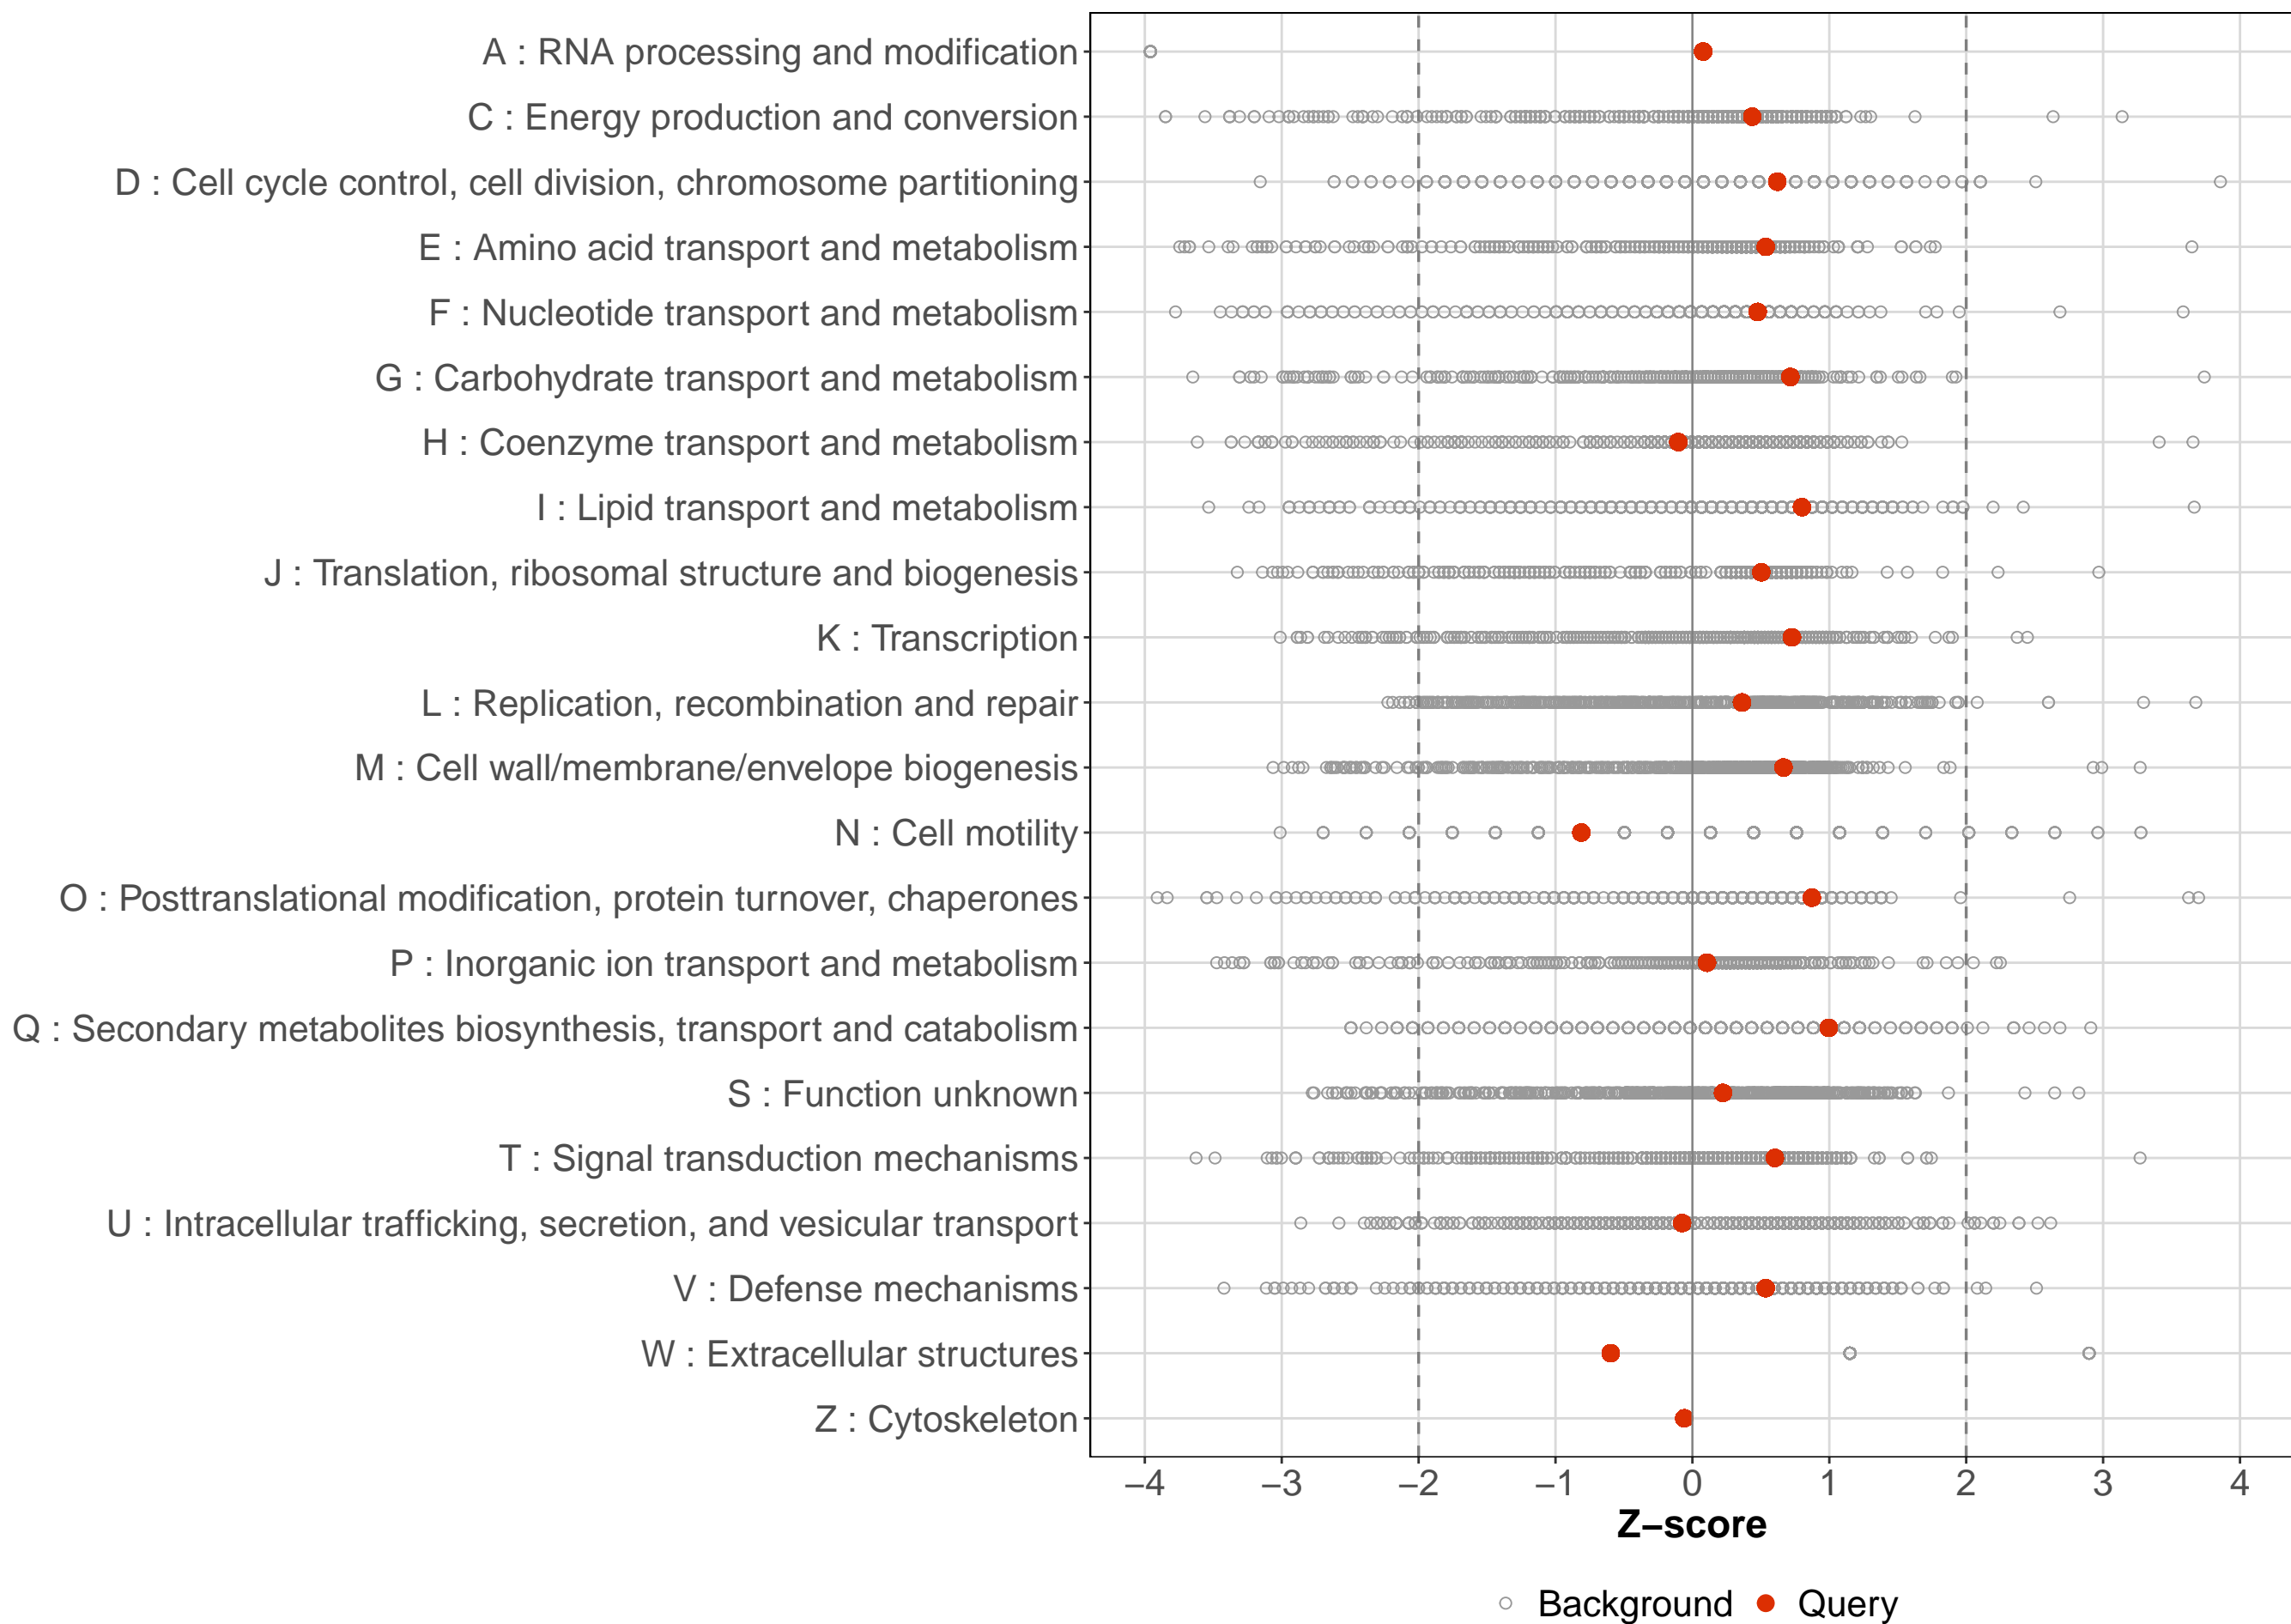 A : RNA processing and modification
C : Energy production and conversion
D : Cell cycle control, cell division, chromosome partitioning
E : Amino acid transport and metabolism
F : Nucleotide transport and metabolism
G : Carbohydrate transport and metabolism
H : Coenzyme transport and metabolism
I : Lipid transport and metabolism
J : Translation, ribosomal structure and biogenesis
K : Transcription
L : Replication, recombination and repair
M : Cell wall/membrane/envelope biogenesis
N : Cell motility
O : Posttranslational modification, protein turnover, chaperones
P : Inorganic ion transport and metabolism
Q : Secondary metabolites biosynthesis, transport and catabolism
S : Function unknown
T : Signal transduction mechanisms
U : Intracellular trafficking, secretion, and vesicular transport
V : Defense mechanisms
W : Extracellular structures
Z : Cytoskeleton
−4 −3 −2 −1 0 1 2 3 4
Z−score
Background Query